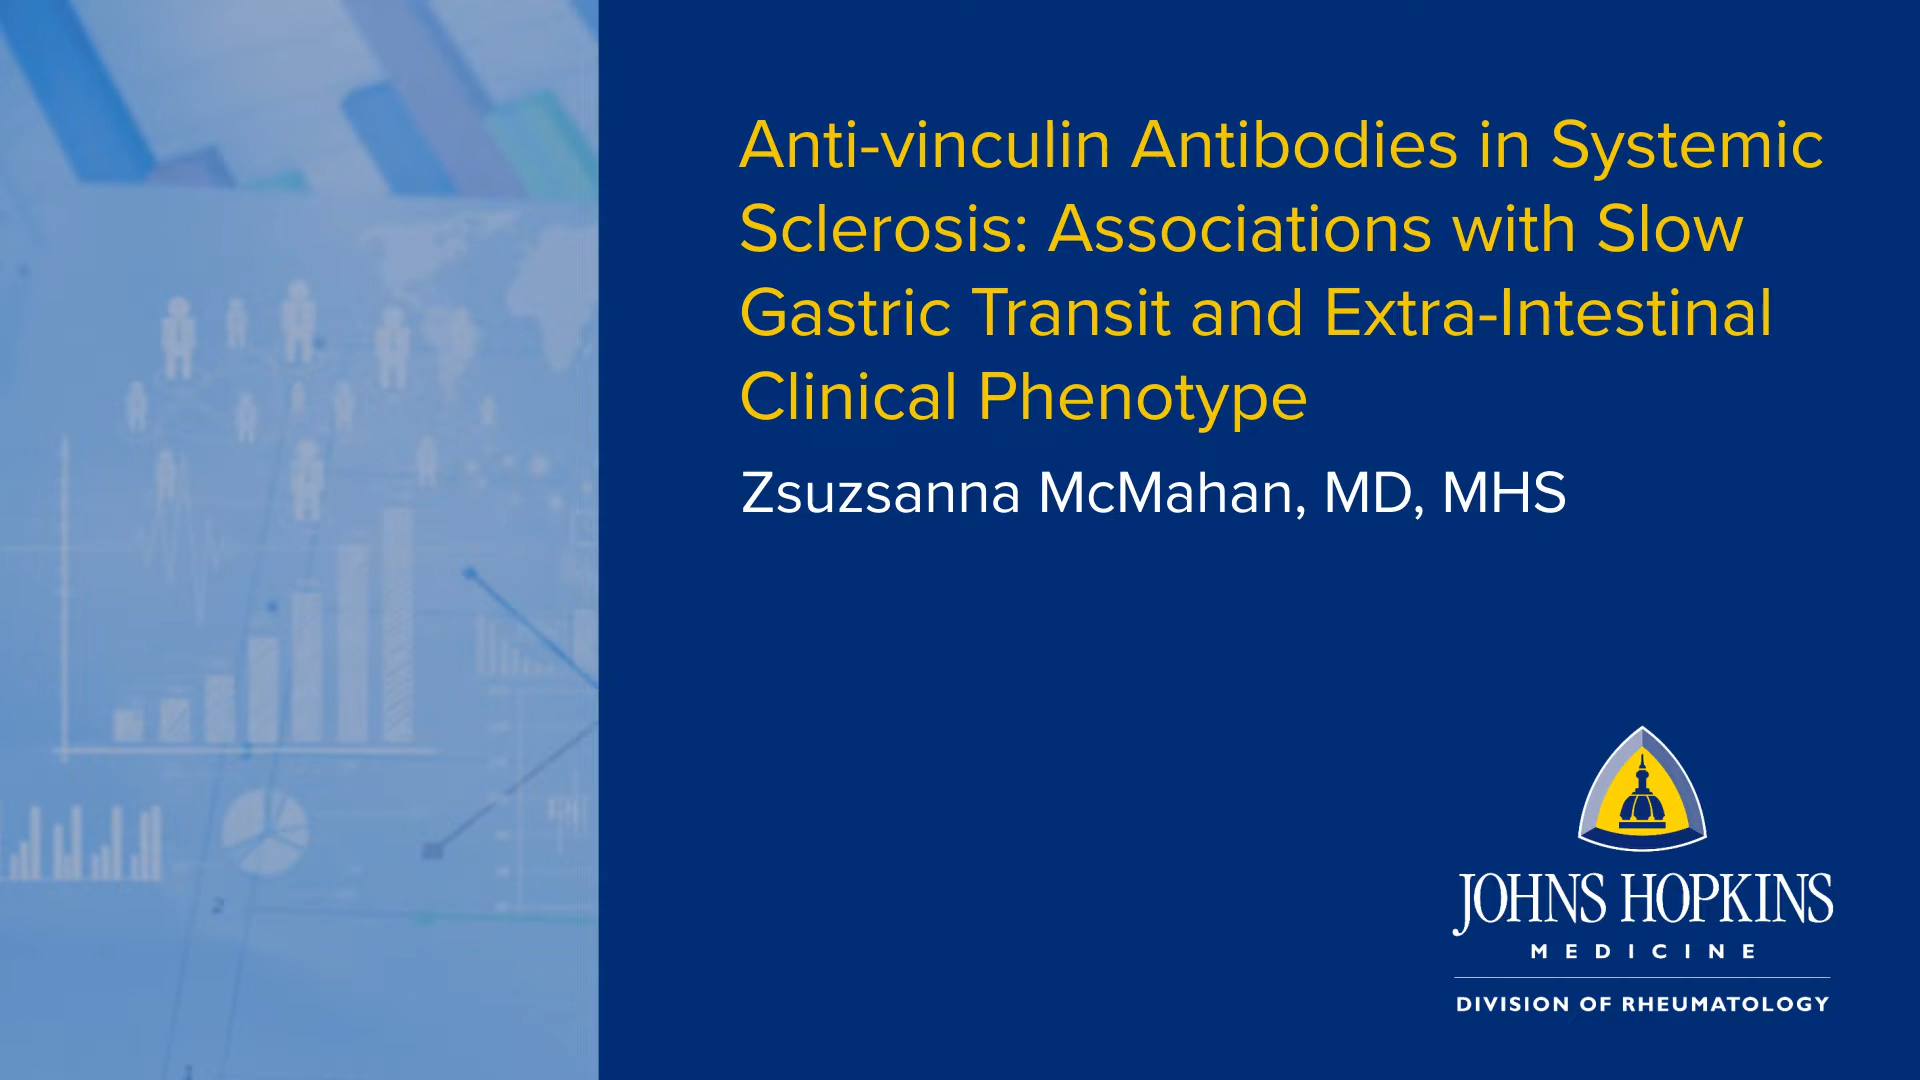 Anti-vinculin Antibodies in Systemic
Sclerosis: Associations with Slow
Gastric Transit and Extra-Intestinal
Clinical Phenotype
Zsuzsanna McMahan, MD, MHS
JOHNS HOPKINS
MEDICINE
DIVISION OF RHEUMATOLOGY
2